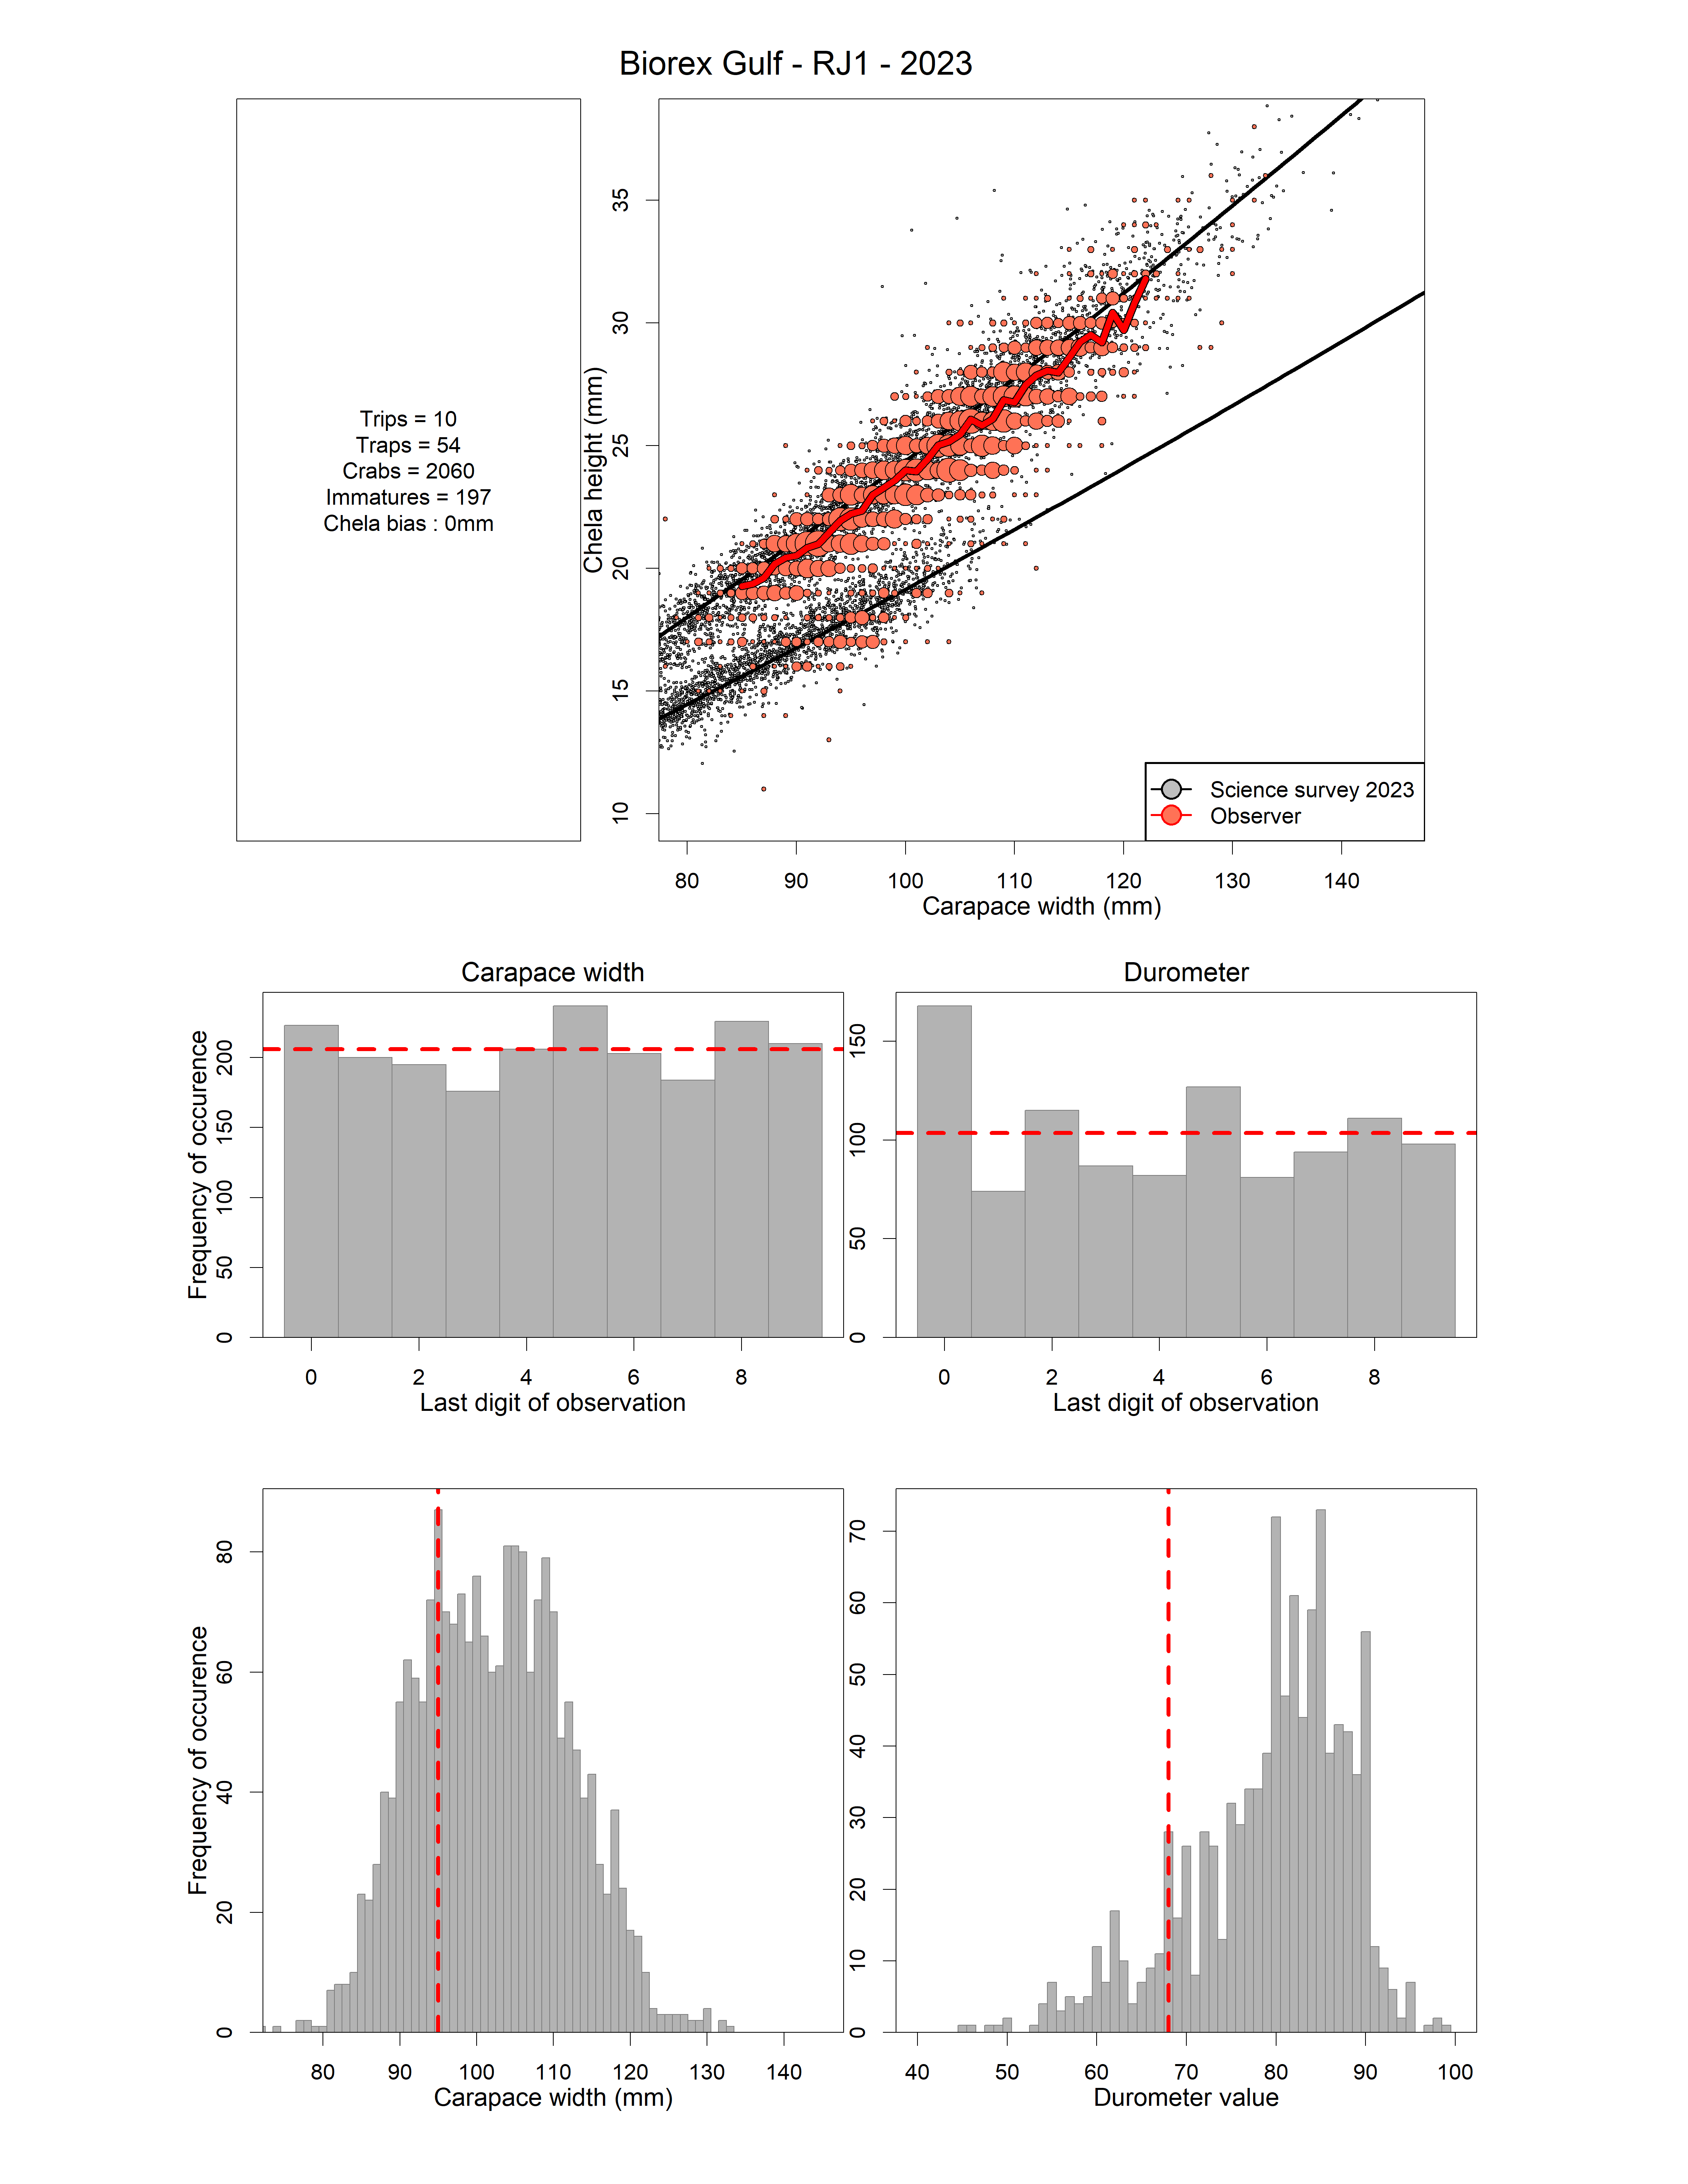 Biorex Gulf - RJ1 - 2023
Trips = 10
Traps = 54
Crabs = 2060
Immatures = 197
Chela bias : 0mm
Chela height (mm)
35
30
25
20
15
10
Science survey 2023
Observer
80 90 100 110 120 130 140
Carapace width (mm)
Carapace width
Frequency of occurence
200
150
100
50
0
0 2 4 6 8
Last digit of observation
Durometer
150
100
50
0
0 2 4 6 8
Last digit of observation
Frequency of occurence
80
60
40
20
0
80 90 100 110 120 130 140
Carapace width (mm)
70
60
50
40
30
20
10
0
40 50 60 70 80 90 100
Durometer value